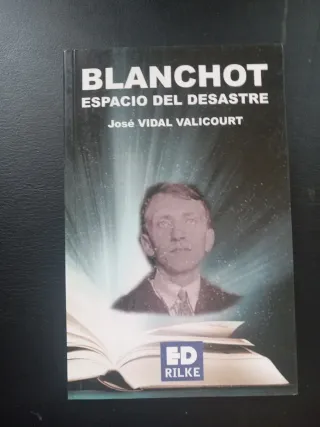 BLANCHOT
ESPACIO DEL DESASTRE
José VIDAL VALICOURT
ED
RILKE